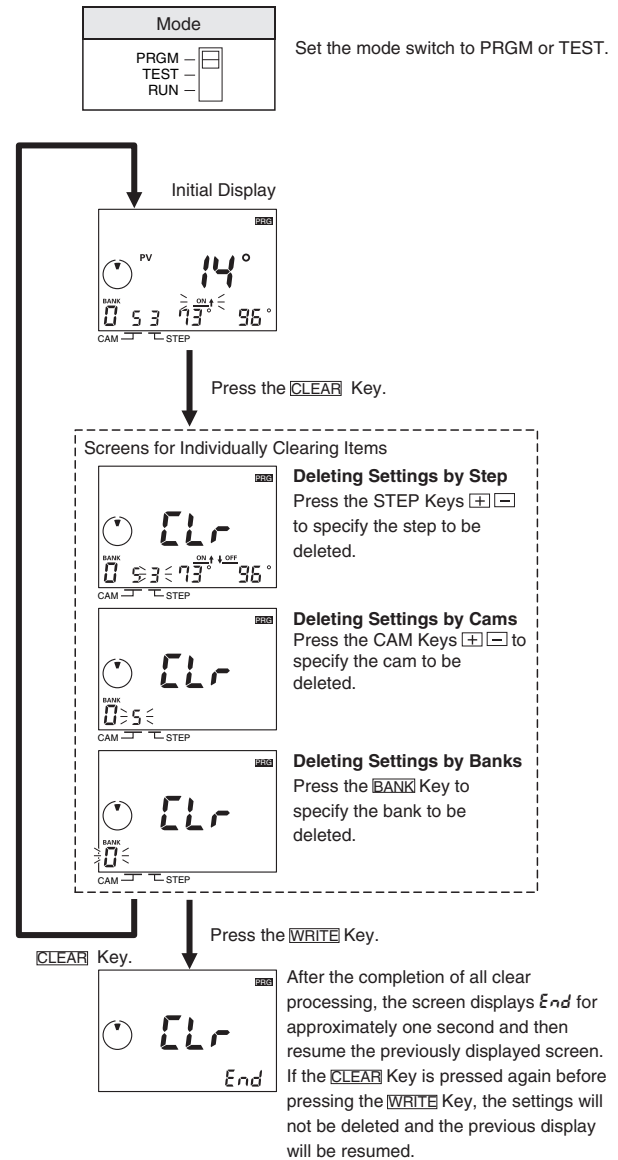 Mode
PRGM
TEST
RUN
Set the mode switch to PRGM or TEST.
Initial Display
PRG
PV
14°
BANK
ON
0 5 3 73° 96°
CAM STEP
Press the CLEAR Key.
Screens for Individually Clearing Items
PRG
CLr
BANK
ON OFF
0 5 3 73° 96°
CAM STEP
Deleting Settings by Step
Press the STEP Keys + −
to specify the step to be
deleted.
PRG
CLr
BANK
0 5
CAM STEP
Deleting Settings by Cams
Press the CAM Keys + − to
specify the cam to be
deleted.
PRG
CLr
BANK
0
CAM STEP
Deleting Settings by Banks
Press the BANK Key to
specify the bank to be
deleted.
Press the WRITE Key.
CLEAR Key.
PRG
CLr
End
After the completion of all clear
processing, the screen displays End for
approximately one second and then
resume the previously displayed screen.
If the CLEAR Key is pressed again before
pressing the WRITE Key, the settings will
not be deleted and the previous display
will be resumed.